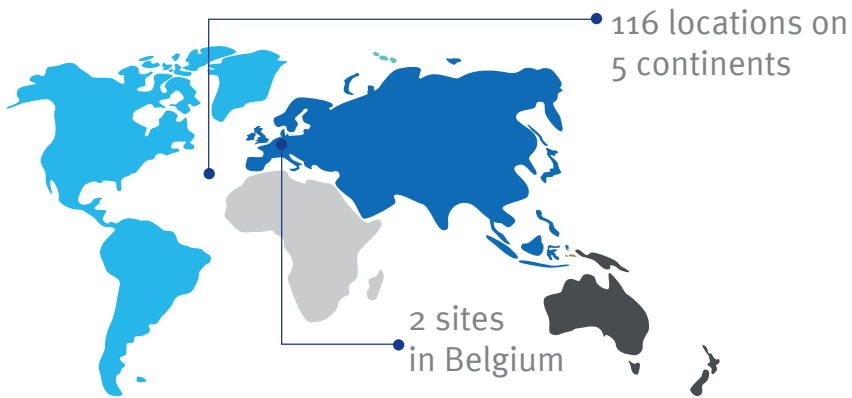 116 locations on
5 continents
2 sites
in Belgium